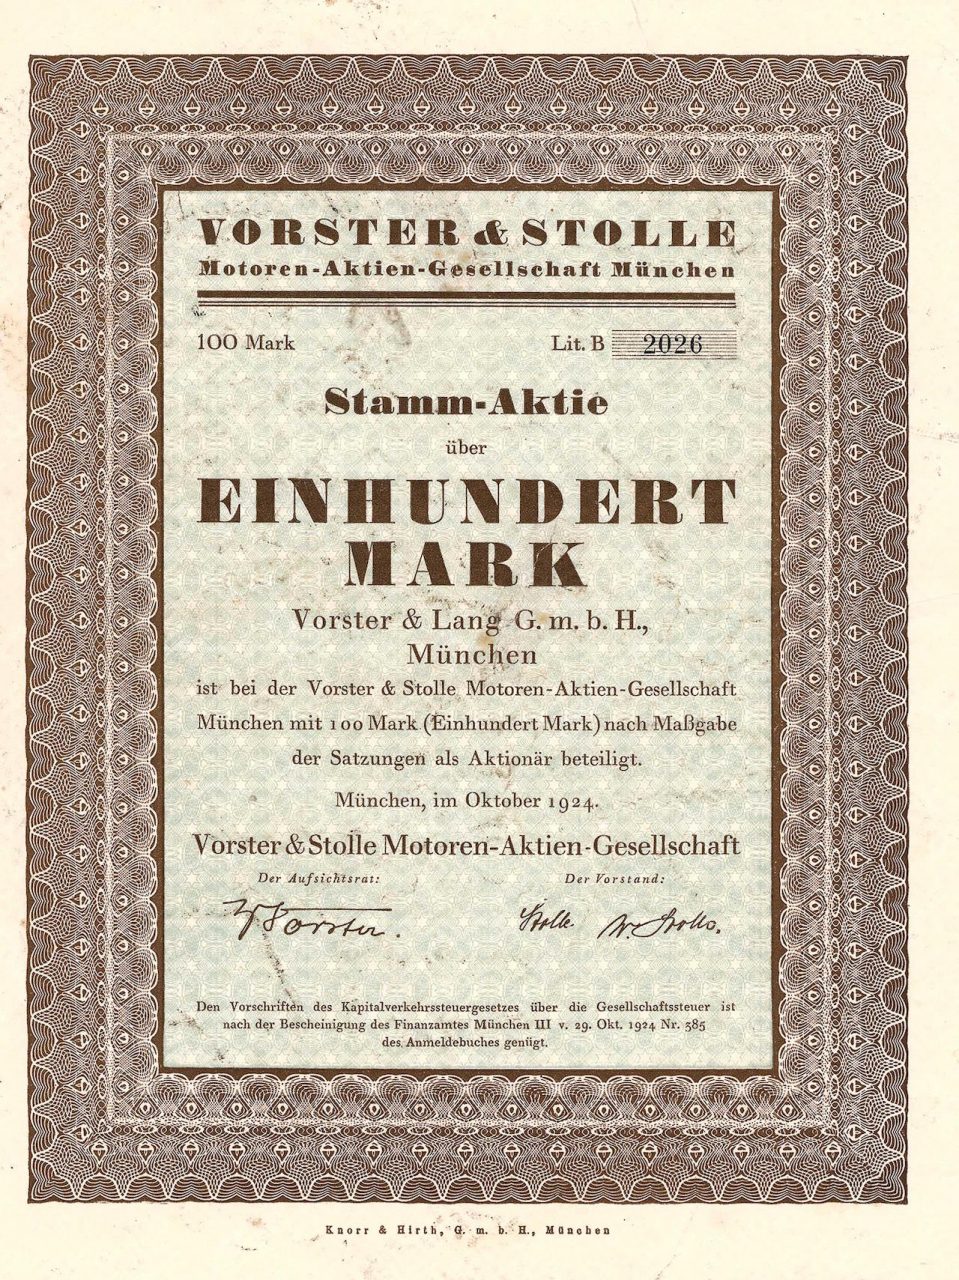 VORSTER & STOLLE
Motoren-Aktien-Gesellschaft München
100 Mark Lit. B 2026
Stamm-Aktie
über
EINHUNDERT
MARK
Vorster & Lang G. m. b. H.,
München
ist bei der Vorster & Stolle Motoren-Aktien-Gesellschaft
München mit 100 Mark (Einhundert Mark) nach Maßgabe
der Satzungen als Aktionär beteiligt.
München, im Oktober 1924.
Vorster & Stolle Motoren-Aktien-Gesellschaft
Der Aufsichtsrat: Der Vorstand:
Vorster. Stolle. W. Stolle.
Den Vorschriften des Kapitalverkehrssteuergesetzes über die Gesellschaftssteuer ist
nach der Bescheinigung des Finanzamtes München III v. 29. Okt. 1924 Nr. 385
des Anmeldebuches genügt.
Knorr & Hirth, G. m. b. H., München